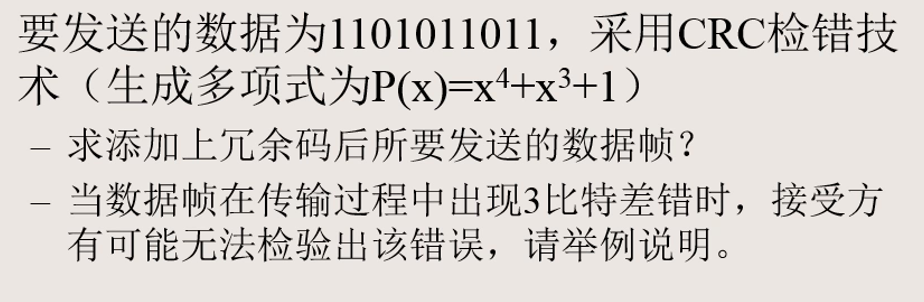 要发送的数据为1101011011，采用CRC检错技
术（生成多项式为P(x)=x⁴+x³+1）
– 求添加上冗余码后所要发送的数据帧？
– 当数据帧在传输过程中出现3比特差错时，接受方
有可能无法检验出该错误，请举例说明。